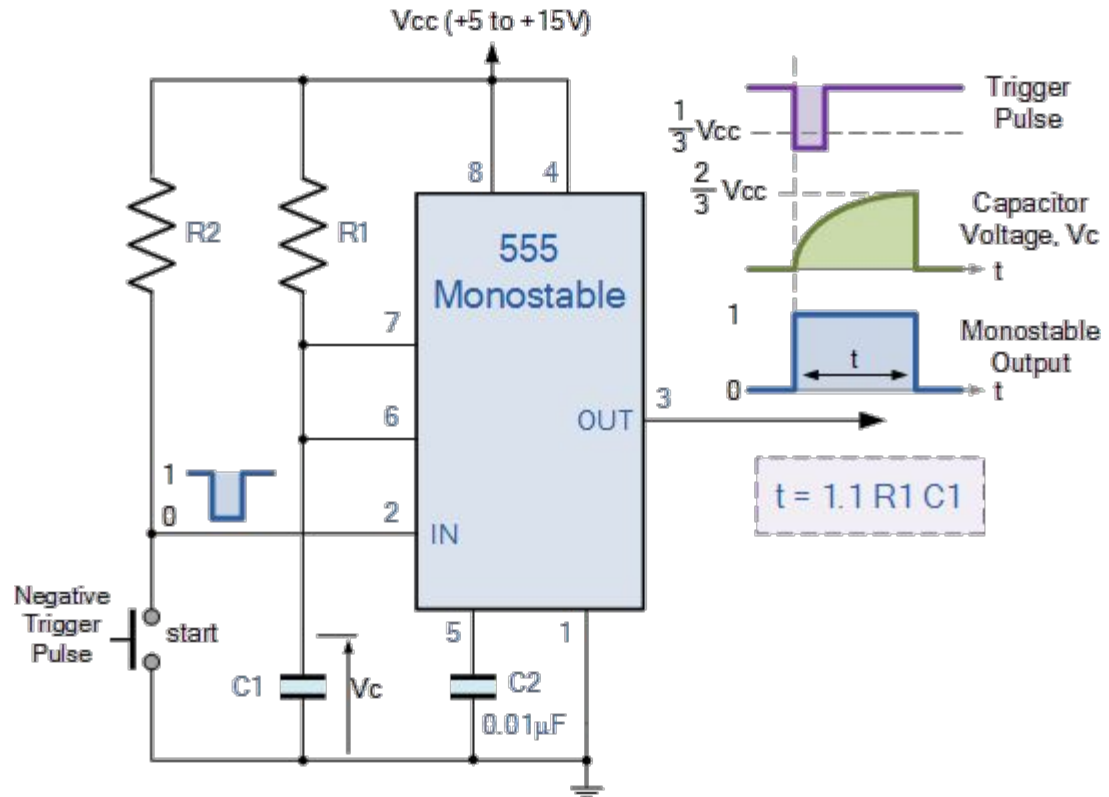 Vcc (+5 to +15V)
Trigger
Pulse
1/3 Vcc
2/3 Vcc
8
4
R2
R1
555
Monostable
Capacitor
Voltage, Vc
t
7
1
Monostable
Output
t
0
t
6
3
OUT
1
0
2
IN
t = 1.1 R1 C1
Negative
Trigger
Pulse
start
5
1
C1
Vc
C2
0.01µF